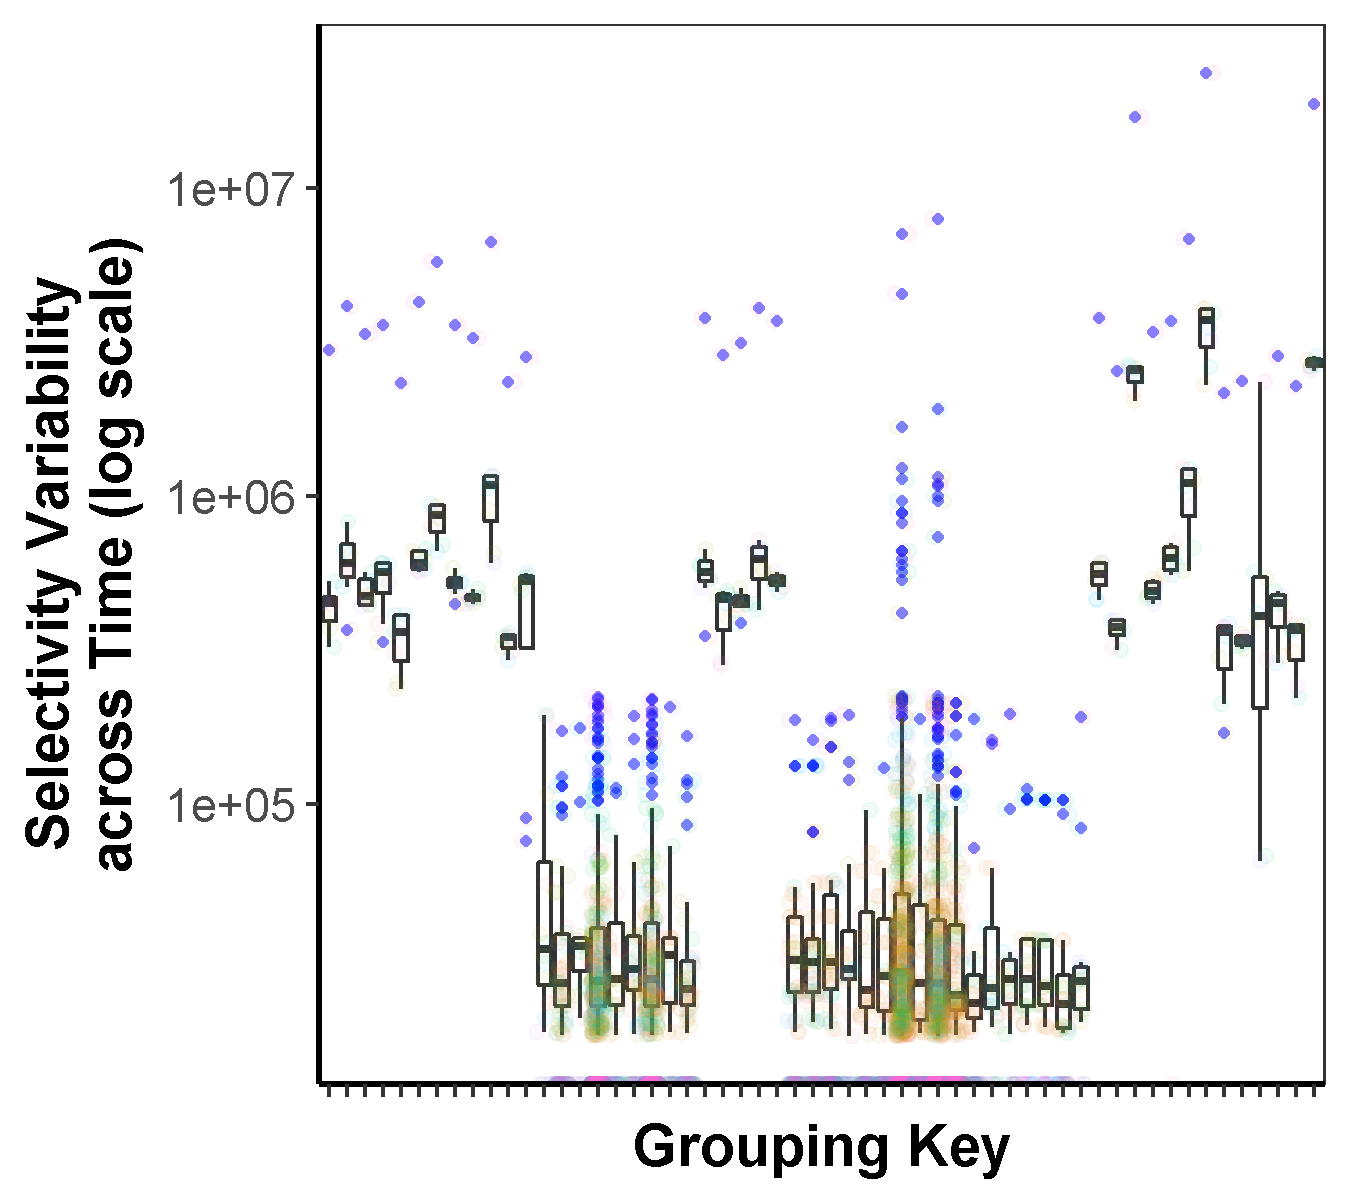 Selectivity Variability
across Time (log scale)
1e+07
1e+06
1e+05
Grouping Key